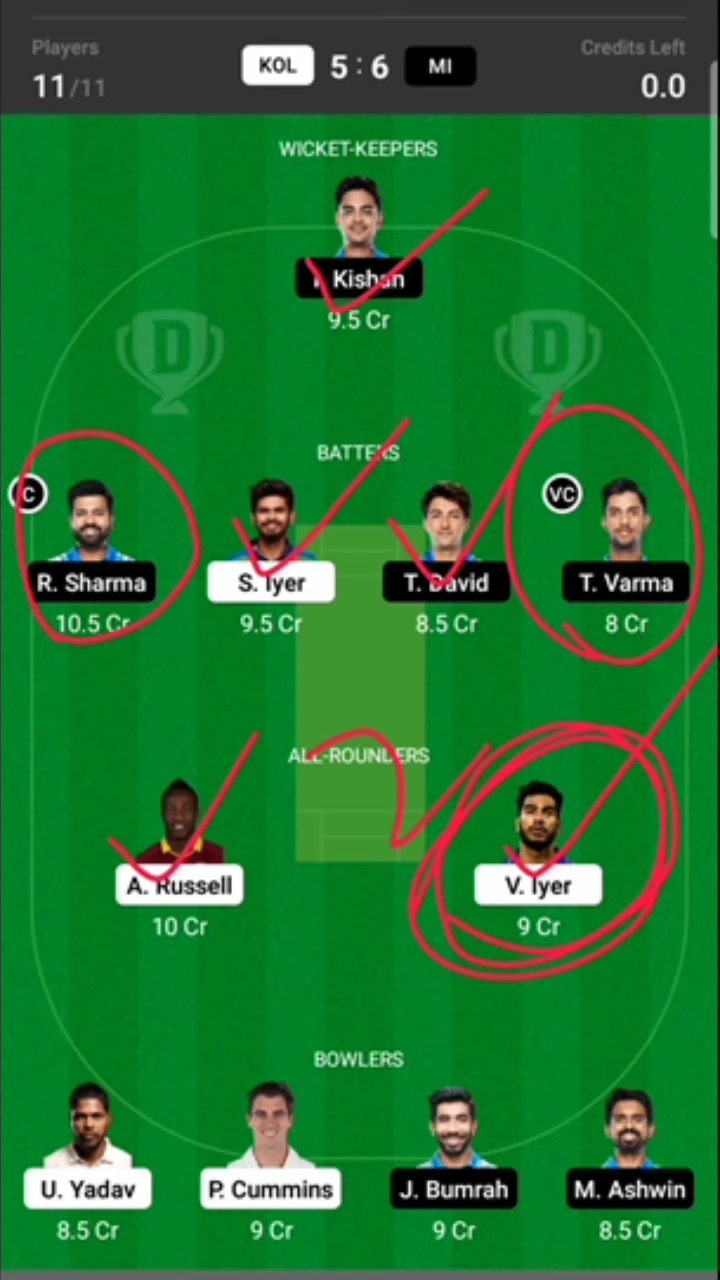 Players
Credits Left
KOL 5 : 6 MI
11/11
0.0
WICKET-KEEPERS
I. Kishan
9.5 Cr
D D
BATTERS
C VC
R. Sharma S. Iyer T. David T. Varma
10.5 Cr 9.5 Cr 8.5 Cr 8 Cr
ALL-ROUNDERS
A. Russell V. Iyer
10 Cr 9 Cr
BOWLERS
U. Yadav P. Cummins J. Bumrah M. Ashwin
8.5 Cr 9 Cr 9 Cr 8.5 Cr